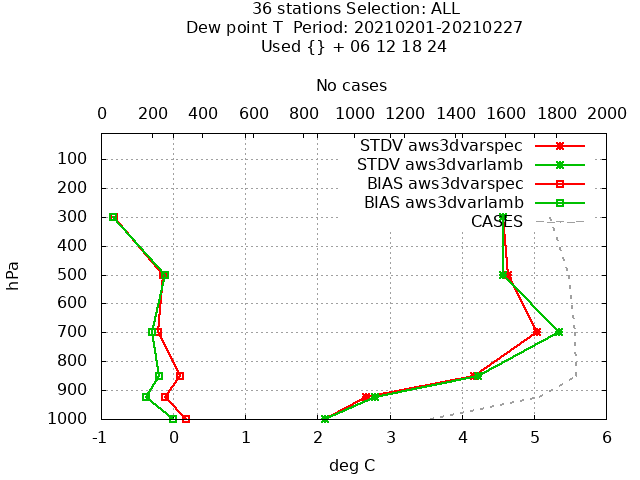 36 stations Selection: ALL
Dew point T  Period: 20210201-20210227
Used {} + 06 12 18 24
No cases
0 200 400 600 800 1000 1200 1400 1600 1800 2000
STDV aws3dvarspec
STDV aws3dvarlamb
BIAS aws3dvarspec
BIAS aws3dvarlamb
CASES
hPa
100
200
300
400
500
600
700
800
900
1000
-1 0 1 2 3 4 5 6
deg C